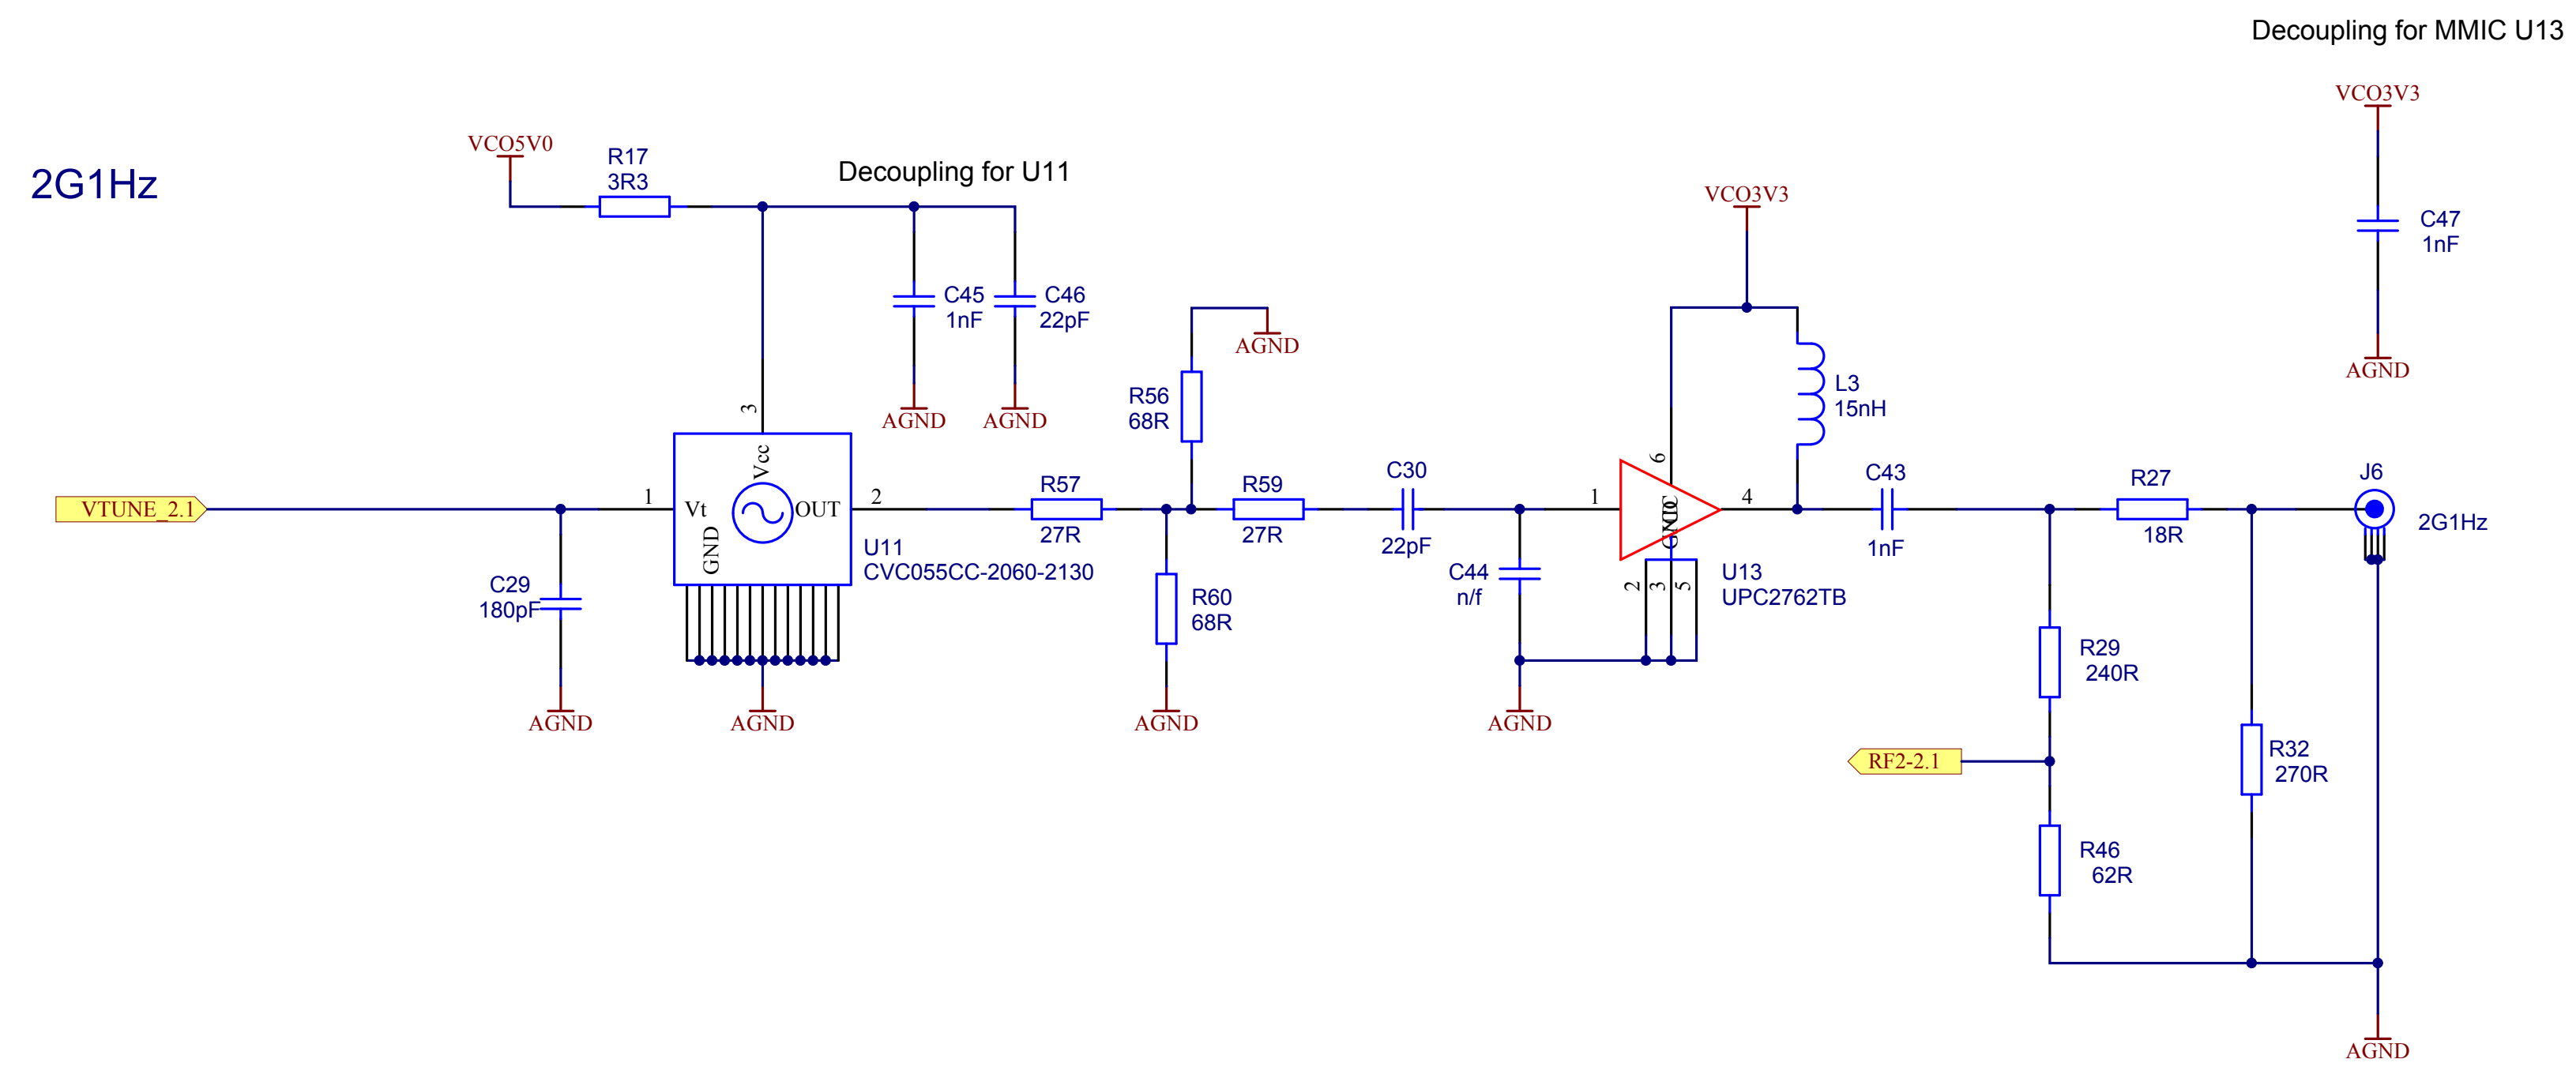 Decoupling for MMIC U13
VCO3V3
C47
1nF
AGND
2G1Hz
VCO5V0
R17
3R3
Decoupling for U11
C45
1nF
AGND
C46
22pF
AGND
VTUNE_2.1
C29
180pF
AGND
1
3
2
Vt
Vcc
OUT
GND
U11
CVC055CC-2060-2130
AGND
R57
27R
R56
68R
AGND
R59
27R
R60
68R
AGND
C30
22pF
C44
n/f
AGND
VCO3V3
L3
15nH
1
6
4
2
3
5
U13
UPC2762TB
C43
1nF
R27
18R
J6
2G1Hz
R29
240R
RF2-2.1
R46
62R
R32
270R
AGND